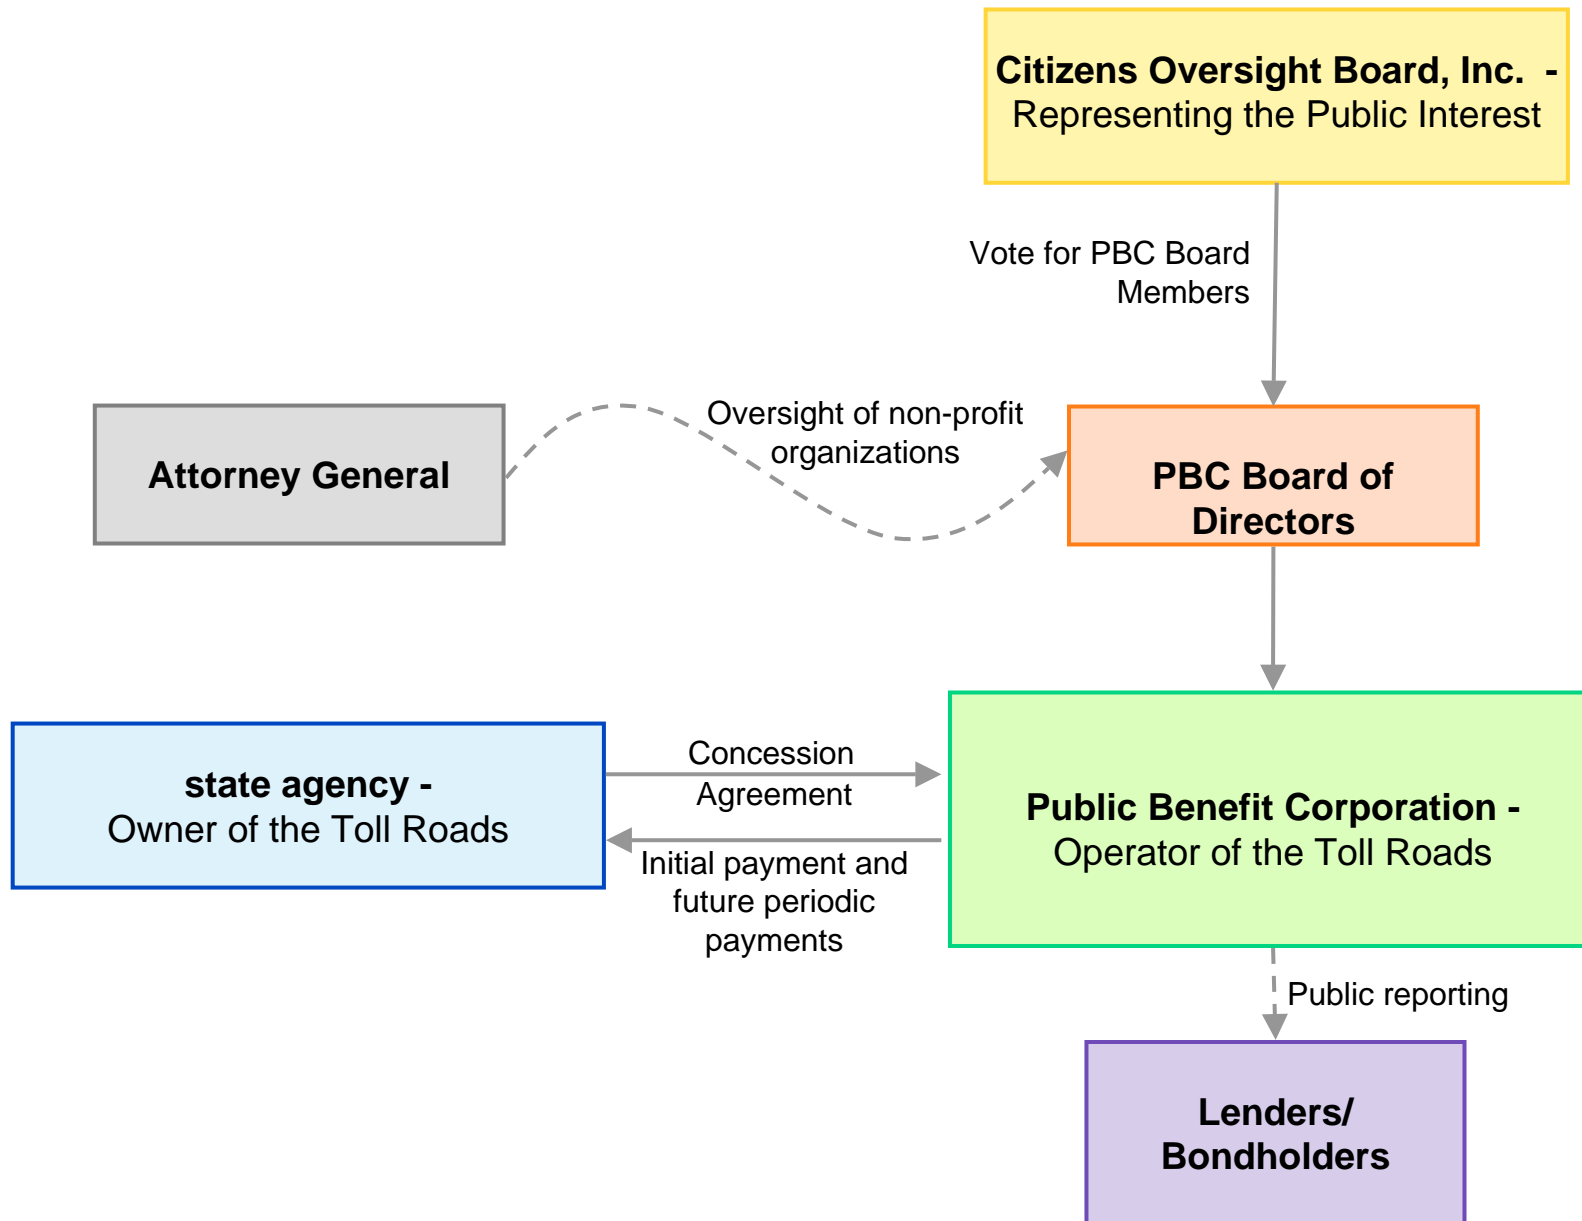 Citizens Oversight Board, Inc. -
Representing the Public Interest
Vote for PBC Board
Members
Oversight of non-profit
organizations
Attorney General
PBC Board of
Directors
Concession
Agreement
state agency -
Owner of the Toll Roads
Public Benefit Corporation -
Operator of the Toll Roads
Initial payment and
future periodic
payments
Public reporting
Lenders/
Bondholders